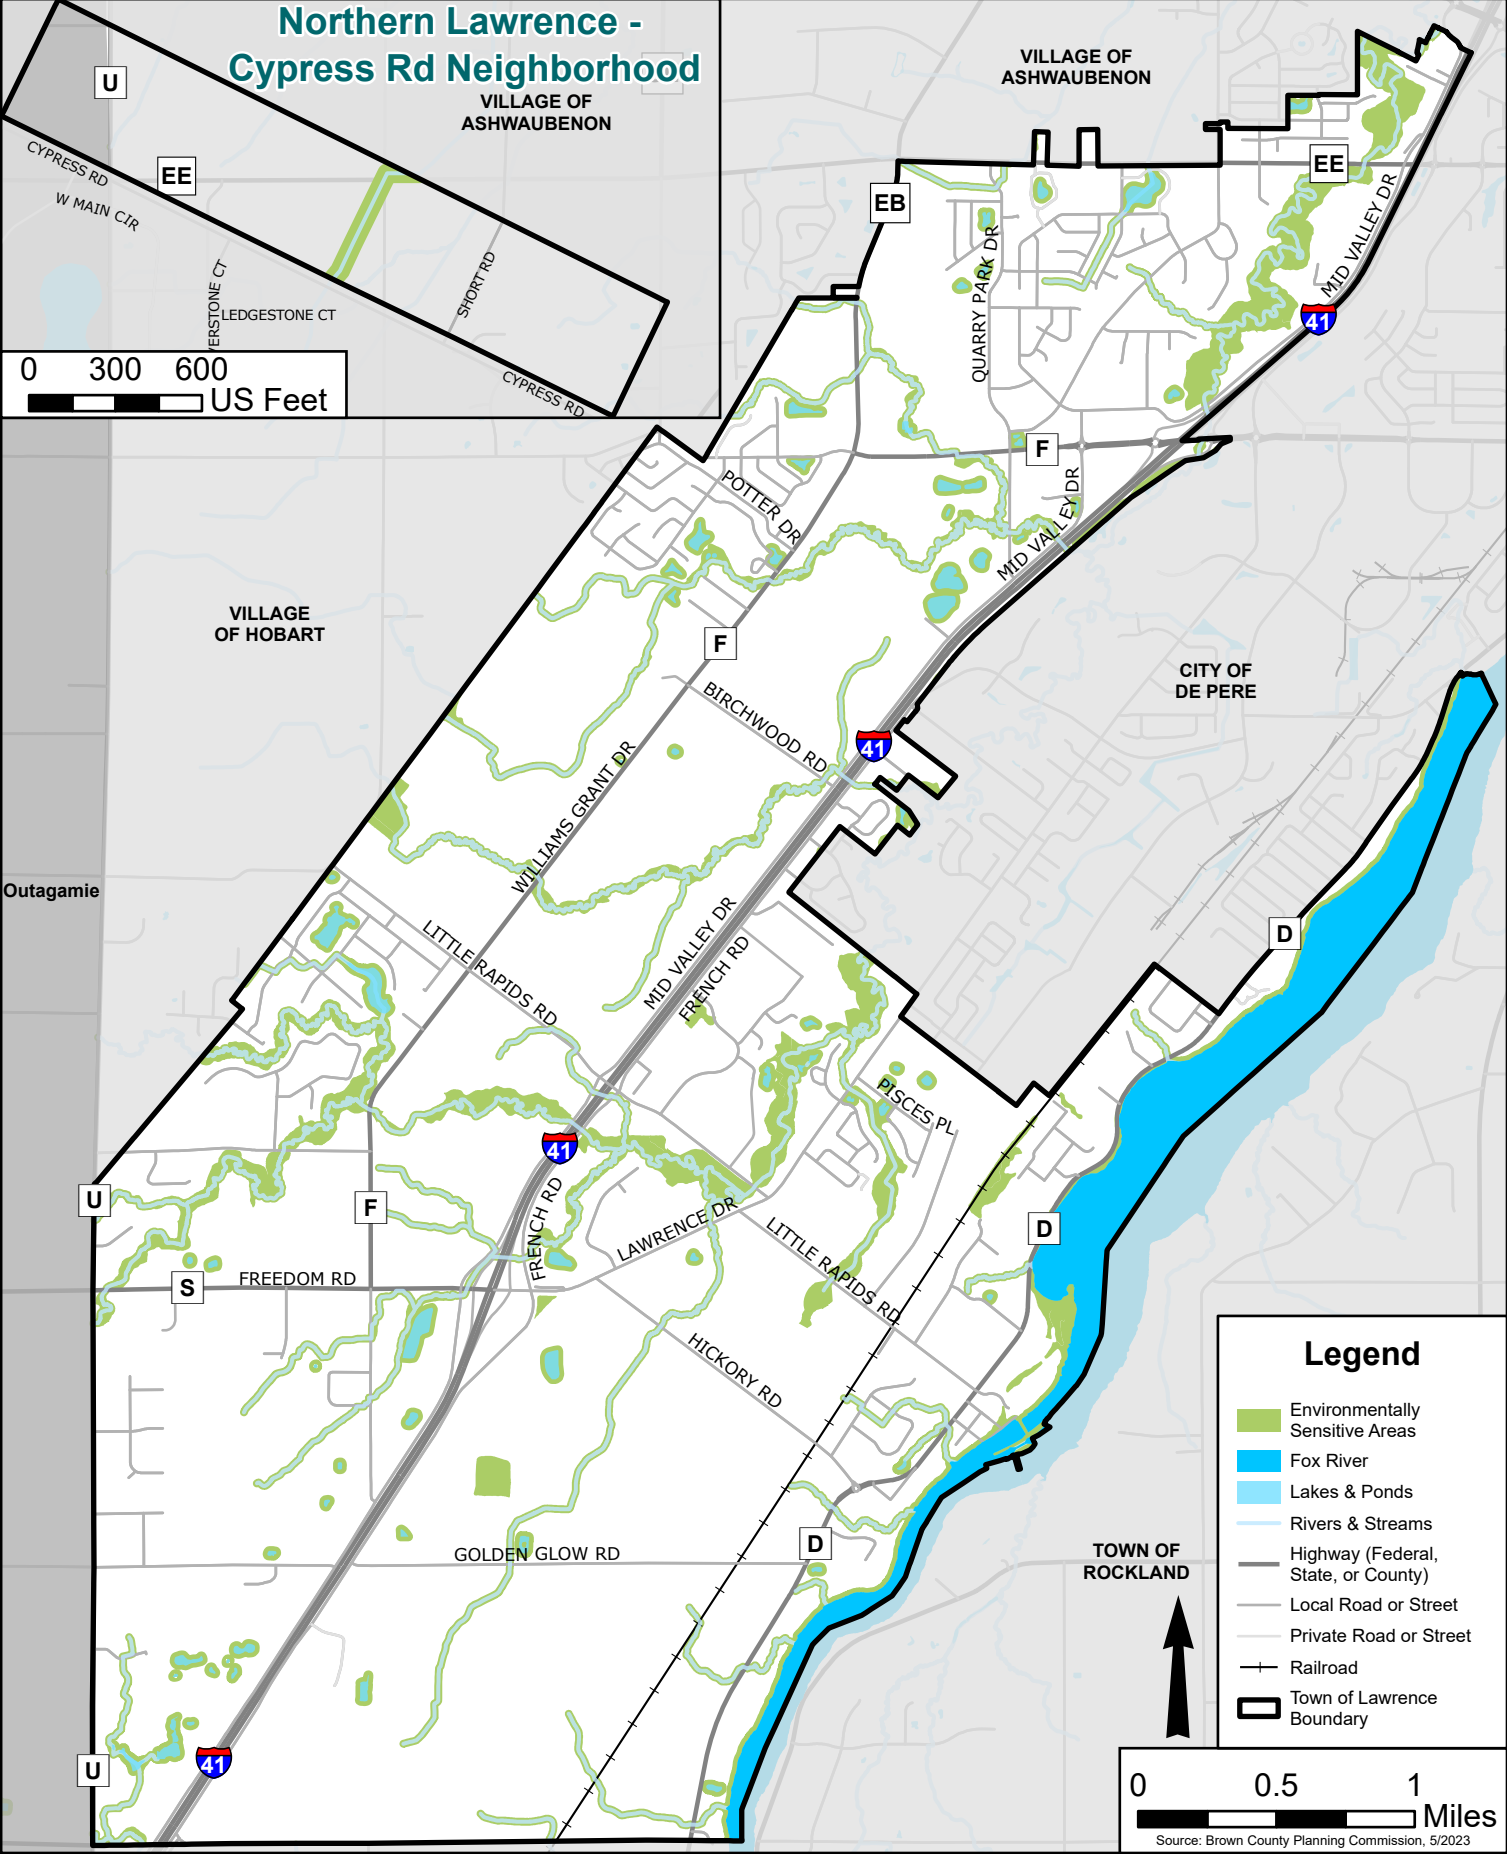 Northern Lawrence -
Cypress Rd Neighborhood
VILLAGE OF
ASHWAUBENON
U
EE
CYPRESS RD
W MAIN CIR
LEDGESTONE CT
SHORT RD
CYPRESS RD
0 300 600
US Feet
VILLAGE OF
ASHWAUBENON
EE
EB
MID VALLEY DR
QUARRY PARK DR
41
F
POTTER DR
MID VALLEY DR
VILLAGE
OF HOBART
F
CITY OF
DE PERE
BIRCHWOOD RD
41
WILLIAMS GRANT DR
Outagamie
D
LITTLE RAPIDS RD
MID VALLEY DR
FRENCH RD
PISCES PL
41
U
F
FRENCH RD
LAWRENCE DR
D
LITTLE RAPIDS RD
S
FREEDOM RD
HICKORY RD
D
GOLDEN GLOW RD
TOWN OF
ROCKLAND
U
41
Legend
Environmentally
Sensitive Areas
Fox River
Lakes & Ponds
Rivers & Streams
Highway (Federal,
State, or County)
Local Road or Street
Private Road or Street
Railroad
Town of Lawrence
Boundary
0 0.5 1
Miles
Source: Brown County Planning Commission, 5/2023